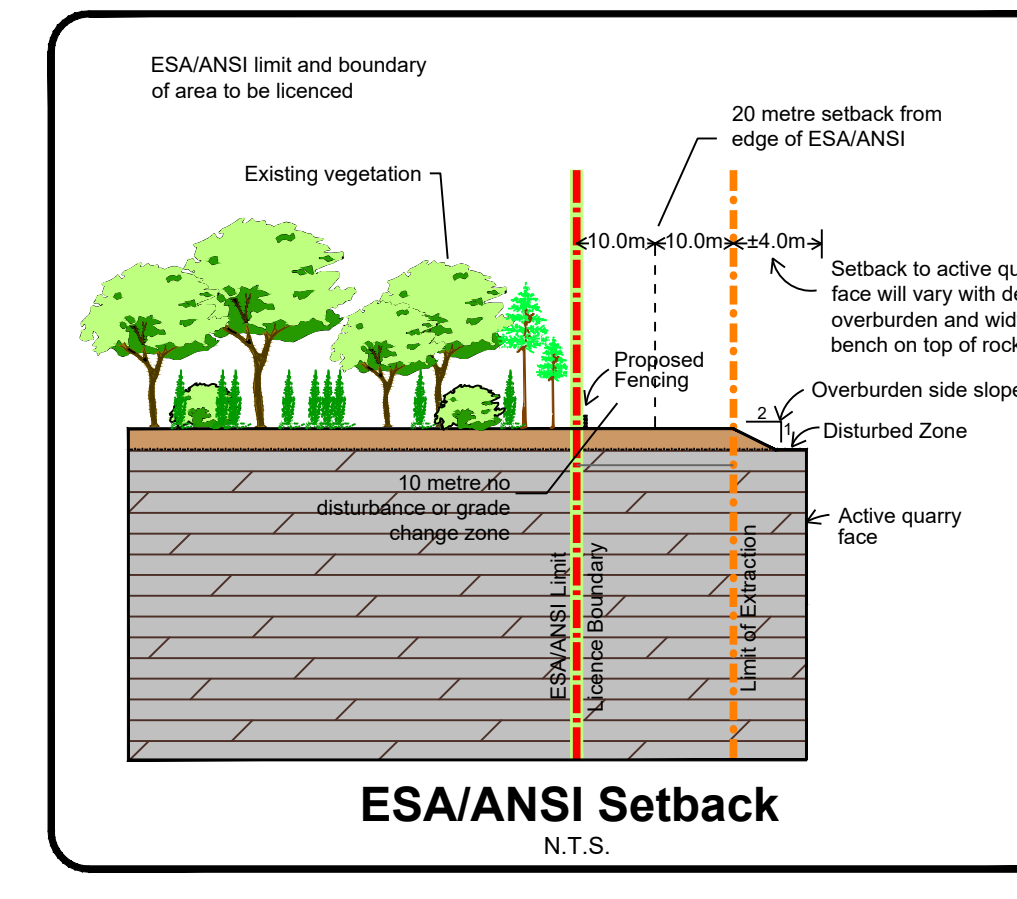 ESA/ANSI limit and boundary
of area to be licenced
20 metre setback from
edge of ESA/ANSI
Existing vegetation
10.0m
10.0m
±4.0m
Setback to active
face will vary with
overburden and
bench on top of rock
Proposed
Fencing
Overburden side slope
2
1
Disturbed Zone
10 metre no
disturbance or grade
change zone
Active quarry
face
ESA/ANSI Limit
Licence Boundary
Limit of Extraction
ESA/ANSI Setback
N.T.S.